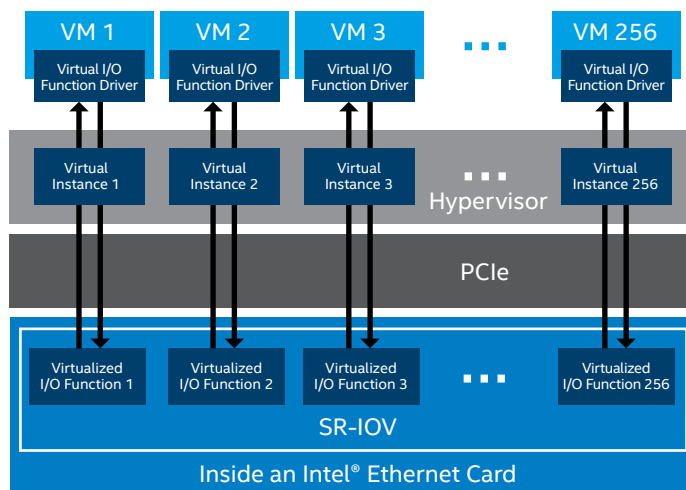 VM 1
VM 2
VM 3
...
VM 256
Virtual I/O
Function Driver
Virtual I/O
Function Driver
Virtual I/O
Function Driver
Virtual I/O
Function Driver
Virtual
Instance 1
Virtual
Instance 2
Virtual
Instance 3
...
Virtual
Instance 256
Hypervisor
PCIe
Virtualized
I/O Function 1
Virtualized
I/O Function 2
Virtualized
I/O Function 3
...
Virtualized
I/O Function 256
SR-IOV
Inside an Intel® Ethernet Card